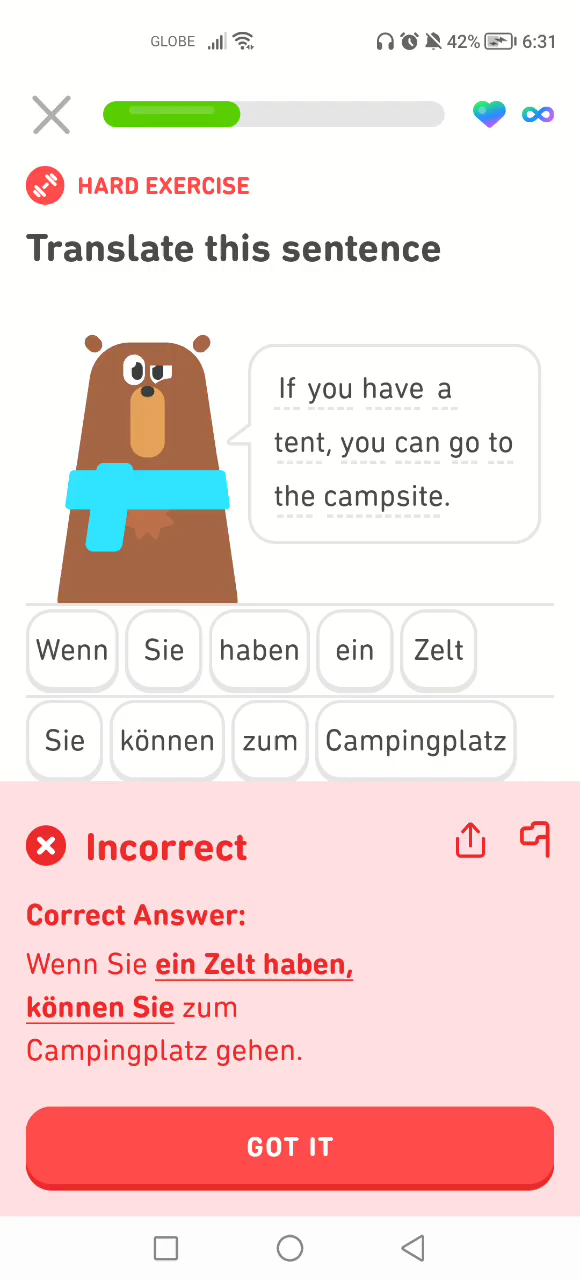 GLOBE 42% 6:31
HARD EXERCISE
Translate this sentence
If you have a
tent, you can go to
the campsite.
Wenn Sie haben ein Zelt
Sie können zum Campingplatz
Incorrect
Correct Answer:
Wenn Sie ein Zelt haben,
können Sie zum
Campingplatz gehen.
GOT IT